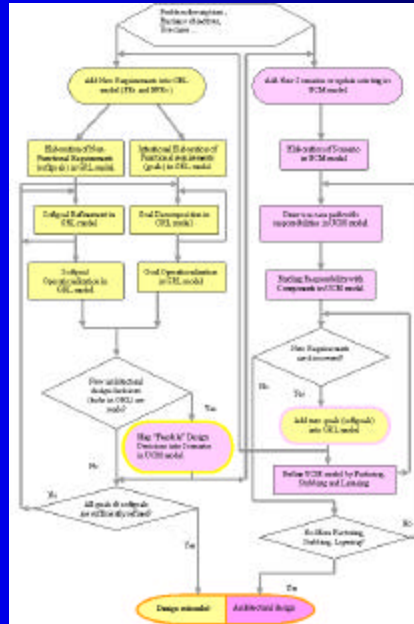 Problem descriptions,
Business objectives,
Use cases ...
Add New Requirements into GRL
model (FRs and NFRs)
Add New Scenarios or update existing in
UCM model
Elaboration of Non-
Functional Requirements
(softgoals) in GRL model
Intentional Elaboration of
Functional requirements
(goals) in GRL model
Elaboration of Scenario
in UCM model
Softgoal Refinement in
GRL model
Goal Decomposition in
GRL model
responsibilities in UCM model
Softgoal
Operationalization in
GRL model
Goal Operationalization
in GRL model
Responsibility with
Components in UCM model
New Requirements
are discovered?
No
Yes
Add new goals (softgoals)
into GRL model
New architectural
design decisions
(tasks in GRL) are
made?
Yes
No
Map "Feasible" Design
Decisions into Scenarios
in UCM model
Refine UCM model by Factoring,
Stubbing and Layering
No
All goals & softgoals
are sufficiently refined?
Yes
No More Factoring,
Stubbing, Layering?
No
Yes
Design rationale
Architectural design